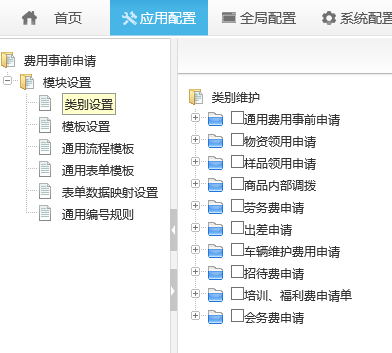 首页 应用配置 全局配置 系统配置
费用事前申请
模块设置
类别设置
模板设置
通用流程模板
通用表单模板
表单数据映射设置
通用编号规则
类别维护
通用费用事前申请
物资领用申请
样品领用申请
商品内部调拨
劳务费申请
出差申请
车辆维护费用申请
招待费申请
培训、福利费申请单
会务费申请